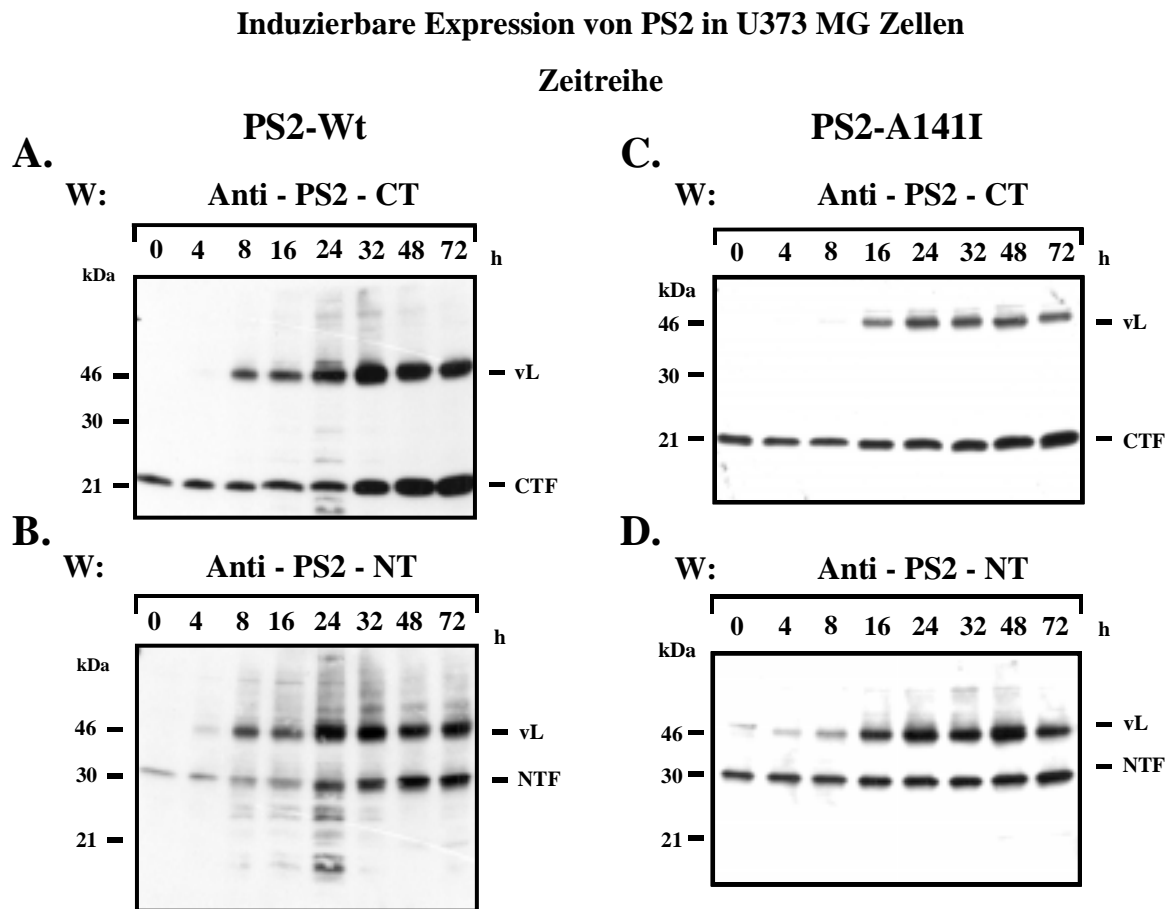 Induzierbare Expression von PS2 in U373 MG Zellen
Zeitreihe
PS2-Wt
A.
W: Anti - PS2 - CT
0 4 8 16 24 32 48 72 h
kDa
46 vL
30
21 CTF
B.
W: Anti - PS2 - NT
0 4 8 16 24 32 48 72 h
kDa
46 vL
30 NTF
21
PS2-A141I
C.
W: Anti - PS2 - CT
0 4 8 16 24 32 48 72 h
kDa
46 vL
30
21 CTF
D.
W: Anti - PS2 - NT
0 4 8 16 24 32 48 72 h
kDa
46 vL
30 NTF
21